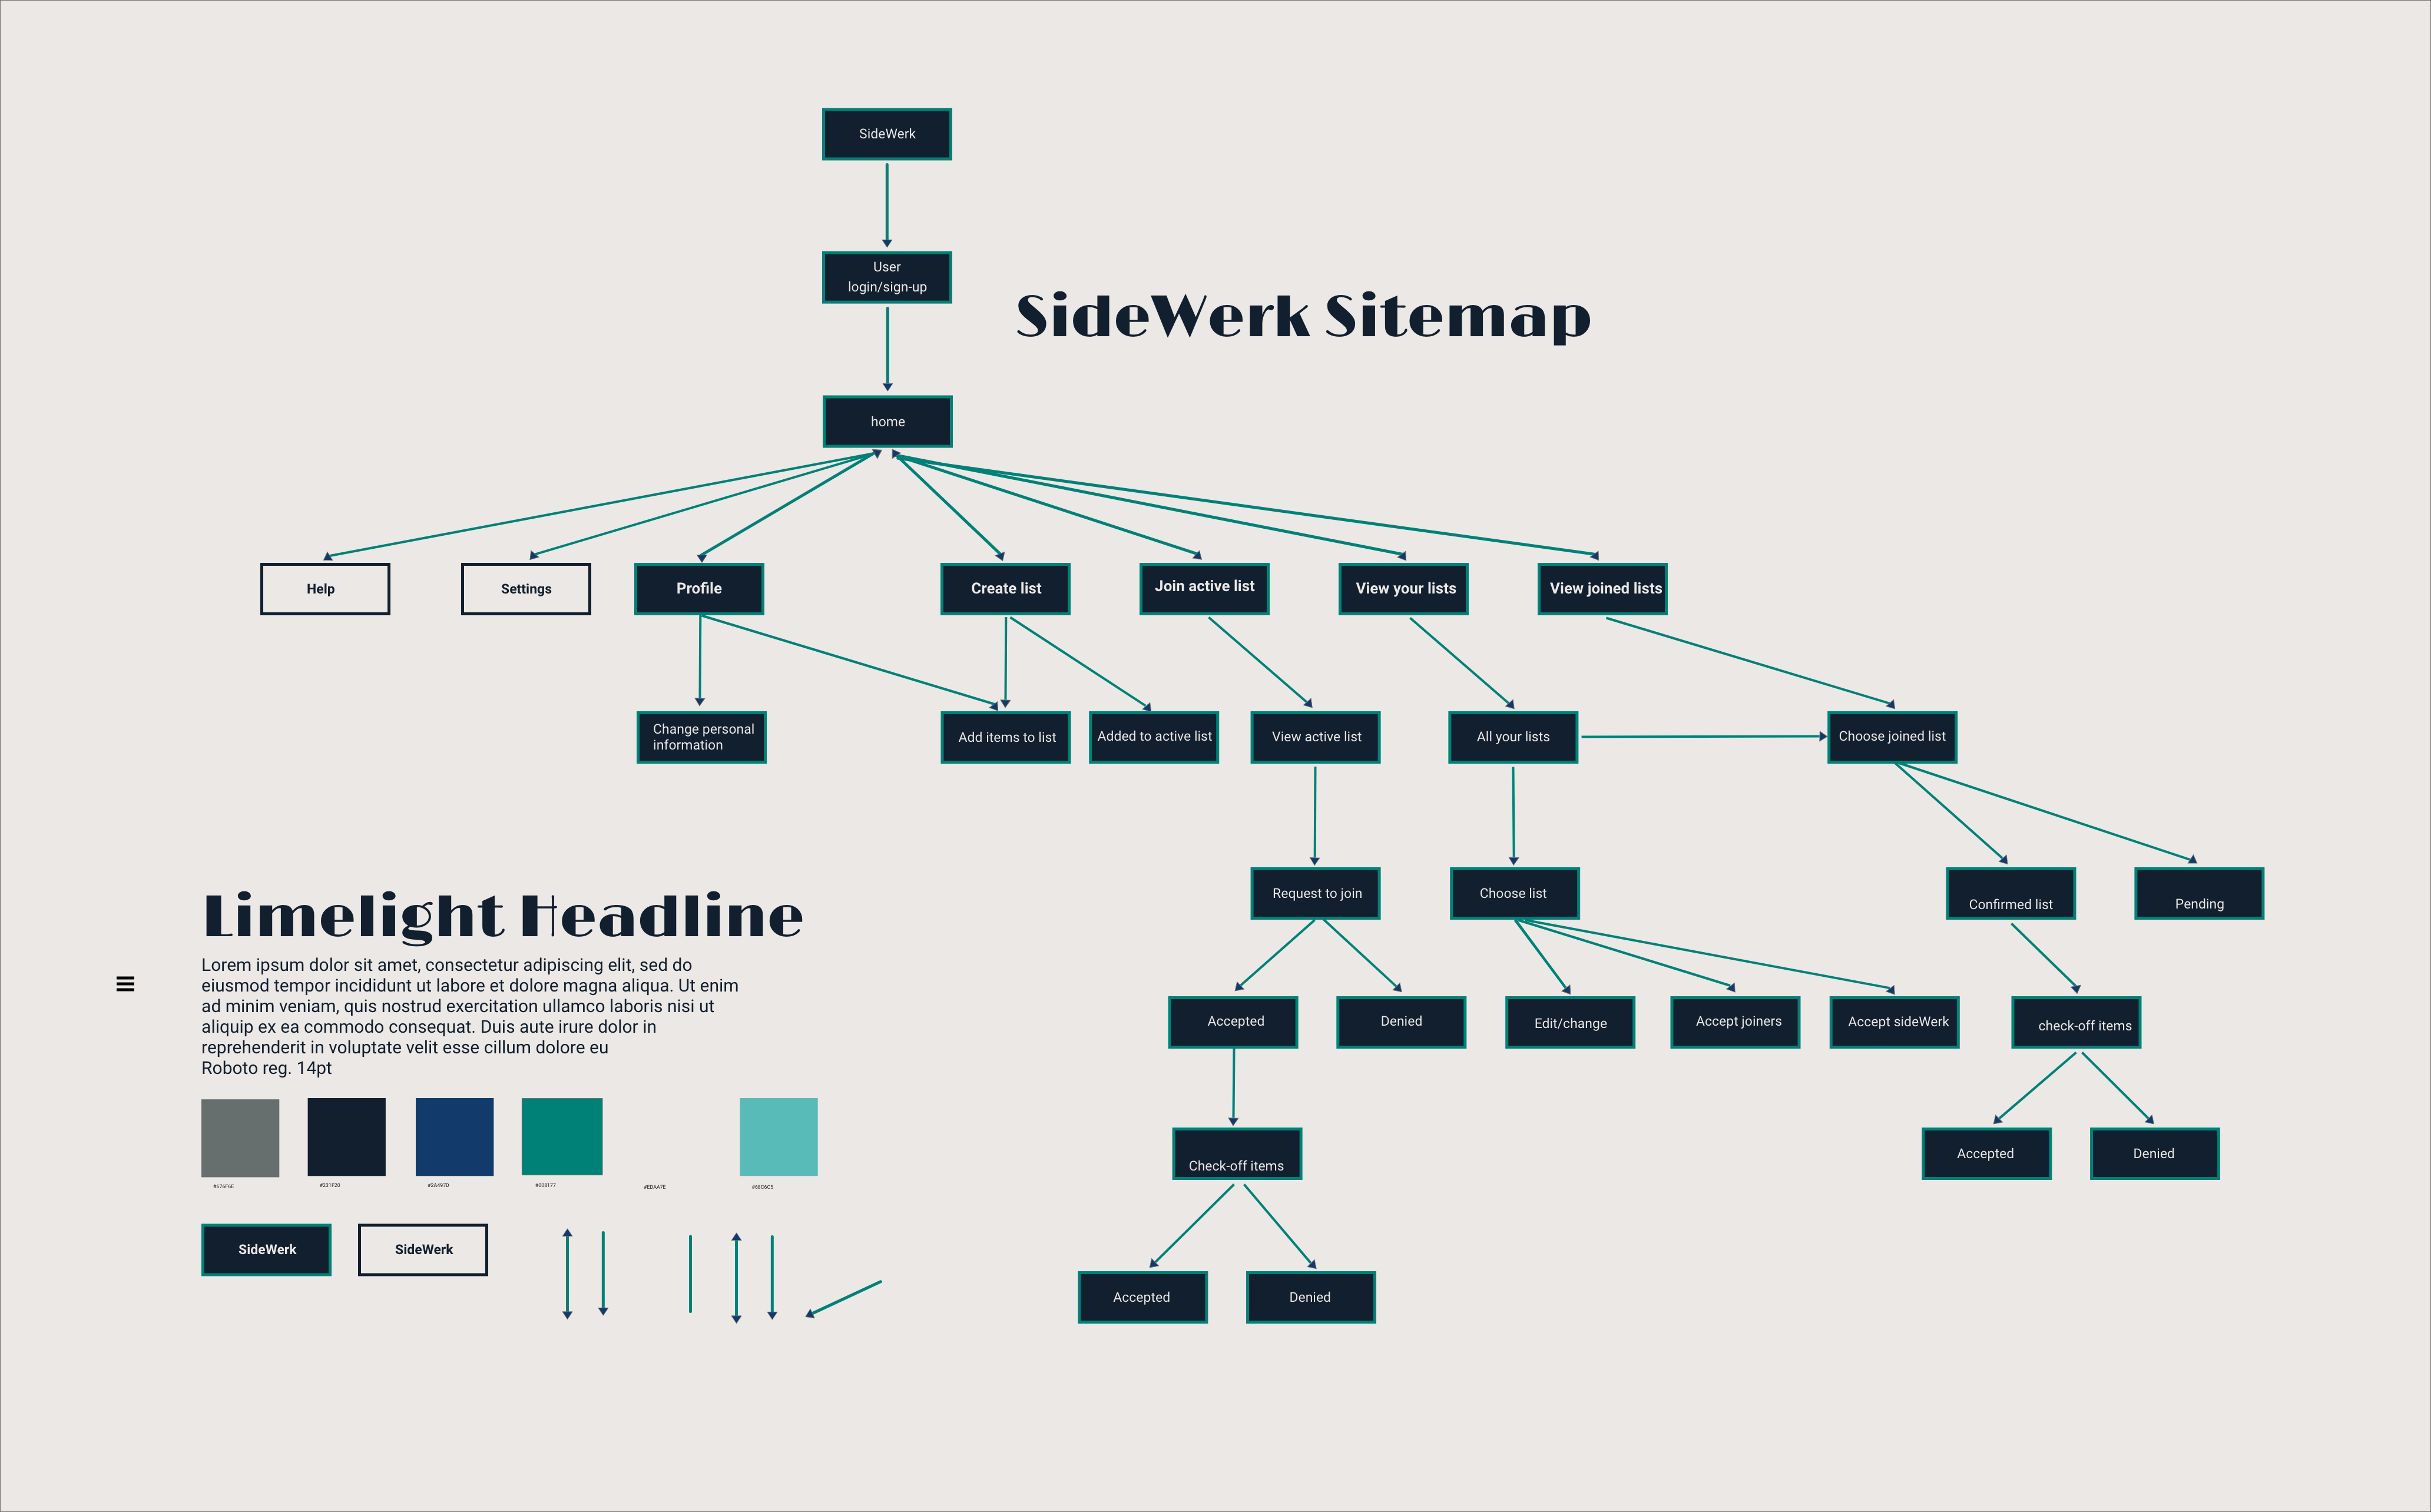 SideWerk
User
login/sign-up
SideWerk Sitemap
home
Help
Settings
Profile
Create list
Join active list
View your lists
View joined lists
Change personal
information
Add items to list
Added to active list
View active list
All your lists
Choose joined list
Request to join
Choose list
Confirmed list
Pending
Accepted
Denied
Edit/change
Accept joiners
Accept sideWerk
check-off items
Check-off items
Accepted
Denied
Accepted
Denied
Limelight Headline
Lorem ipsum dolor sit amet, consectetur adipiscing elit, sed do
eiusmod tempor incididunt ut labore et dolore magna aliqua. Ut enim
ad minim veniam, quis nostrud exercitation ullamco laboris nisi ut
aliquip ex ea commodo consequat. Duis aute irure dolor in
reprehenderit in voluptate velit esse cillum dolore eu
Roboto reg. 14pt
#676F6E
#231F20
#2A497D
#008177
#EDAA7E
#68C6C5
SideWerk
SideWerk